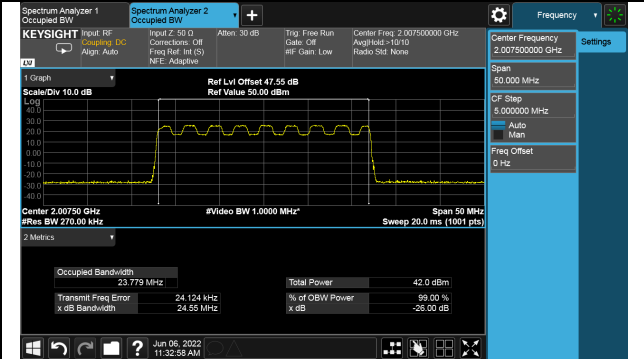 Spectrum Analyzer 1
Occupied BW
Spectrum Analyzer 2
Occupied BW
Frequency
KEYSIGHT
Input: RF
Coupling: DC
Align: Auto
Input Z: 50 Ω
Corrections: Off
Freq Ref: Int (S)
NFE: Adaptive
Atten: 30 dB
Trig: Free Run
Gate: Off
#IF Gain: Low
Center Freq: 2.007500000 GHz
Avg|Hold:>10/10
Radio Std: None
LXI
Center Frequency
2.007500000 GHz
Settings
Span
50.000 MHz
CF Step
5.000000 MHz
Auto
Man
Freq Offset
0 Hz
1 Graph
Scale/Div 10.0 dB
Ref Lvl Offset 47.55 dB
Ref Value 50.00 dBm
Log
40.0
30.0
20.0
10.0
0.00
-10.0
-20.0
-30.0
-40.0
Center 2.00750 GHz
#Res BW 270.00 kHz
#Video BW 1.0000 MHz*
Span 50 MHz
Sweep 20.0 ms (1001 pts)
2 Metrics
Occupied Bandwidth
23.779 MHz
Transmit Freq Error
24.124 kHz
x dB Bandwidth
24.55 MHz
Total Power
42.0 dBm
% of OBW Power
99.00 %
x dB
-26.00 dB
?
Jun 06, 2022
11:32:58 AM